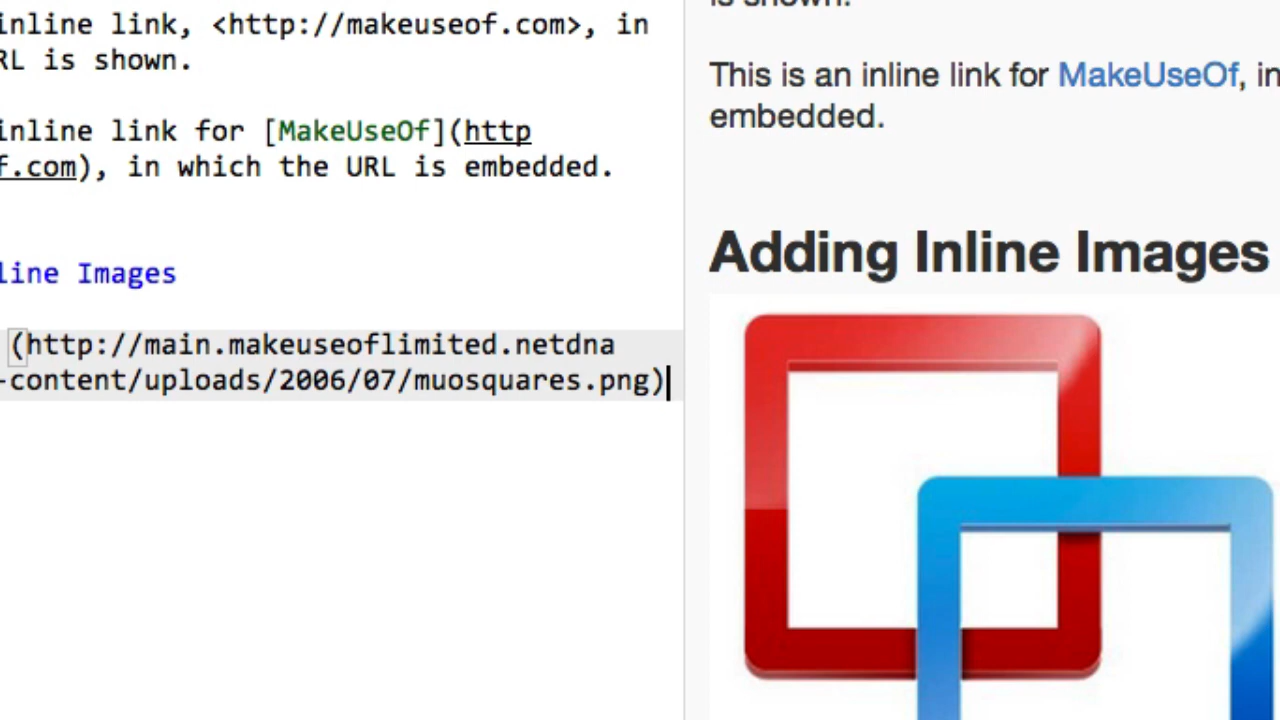 inline link, <http://makeuseof.com>, in
RL is shown.
inline link for [MakeUseOf](http
f.com), in which the URL is embedded.
line Images
(http://main.makeuseoflimited.netdna
-content/uploads/2006/07/muosquares.png)
is shown.
This is an inline link for MakeUseOf, in
embedded.
Adding Inline Images